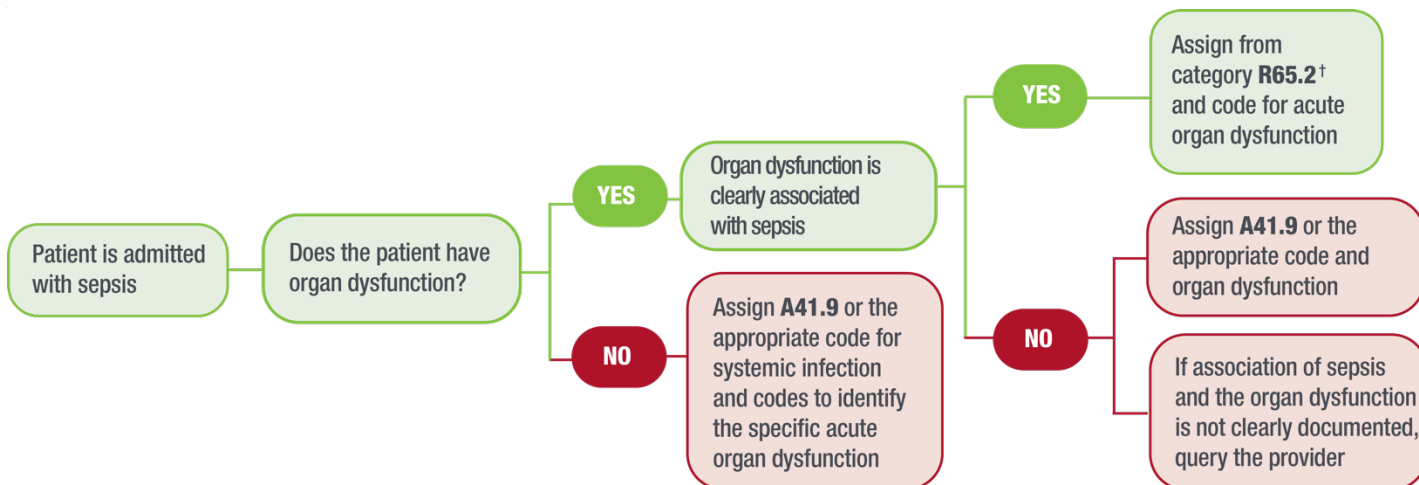 Patient is admitted
with sepsis
Does the patient have
organ dysfunction?
YES
Organ dysfunction is
clearly associated
with sepsis
YES
Assign from
category R65.2†
and code for acute
organ dysfunction
NO
Assign A41.9 or the
appropriate code and
organ dysfunction
If association of sepsis
and the organ dysfunction
is not clearly documented,
query the provider
NO
Assign A41.9 or the
appropriate code for
systemic infection
and codes to identify
the specific acute
organ dysfunction